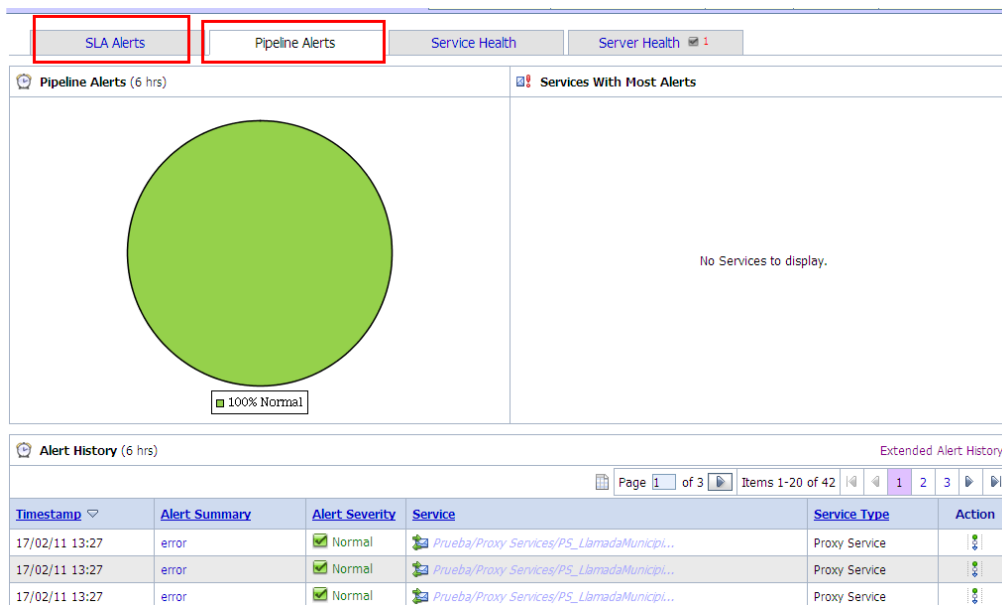 SLA Alerts Pipeline Alerts Service Health Server Health 1
Pipeline Alerts (6 hrs)
Services With Most Alerts
No Services to display.
100% Normal
Alert History (6 hrs) Extended Alert History
Page 1 of 3 Items 1-20 of 42 1 2 3
Timestamp Alert Summary Alert Severity Service Service Type Action
17/02/11 13:27 error Normal Prueba/Proxy Services/PS_LlamadaMunicipi... Proxy Service
17/02/11 13:27 error Normal Prueba/Proxy Services/PS_LlamadaMunicipi... Proxy Service
17/02/11 13:27 error Normal Prueba/Proxy Services/PS_LlamadaMunicipi... Proxy Service